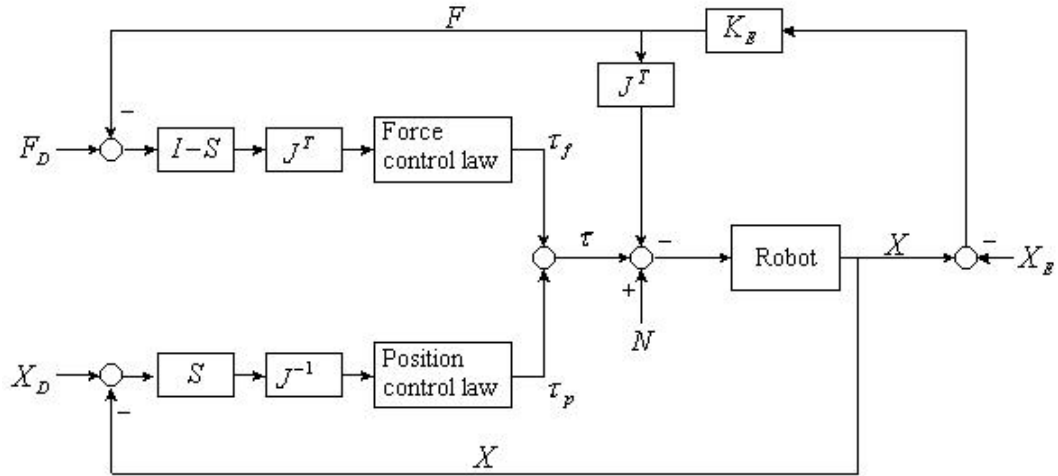 F
K_E
J^T
−
F_D
I−S
J^T
Force
control law
τ_f
τ
−
Robot
X
−
X_E
+
N
X_D
S
J^{-1}
Position
control law
τ_p
−
X